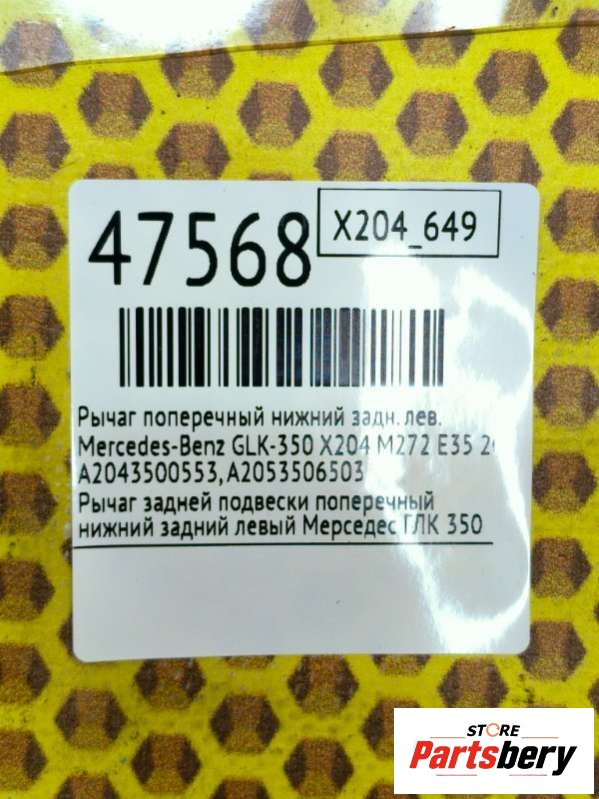 47568
X204_649
Рычаг поперечный нижний задн. лев.
Mercedes-Benz GLK-350 X204 M272 E35
A2043500553, A2053506503
Рычаг задней подвески поперечный
нижний задний левый Мерседес ГЛК 350
STORE
Partsbery